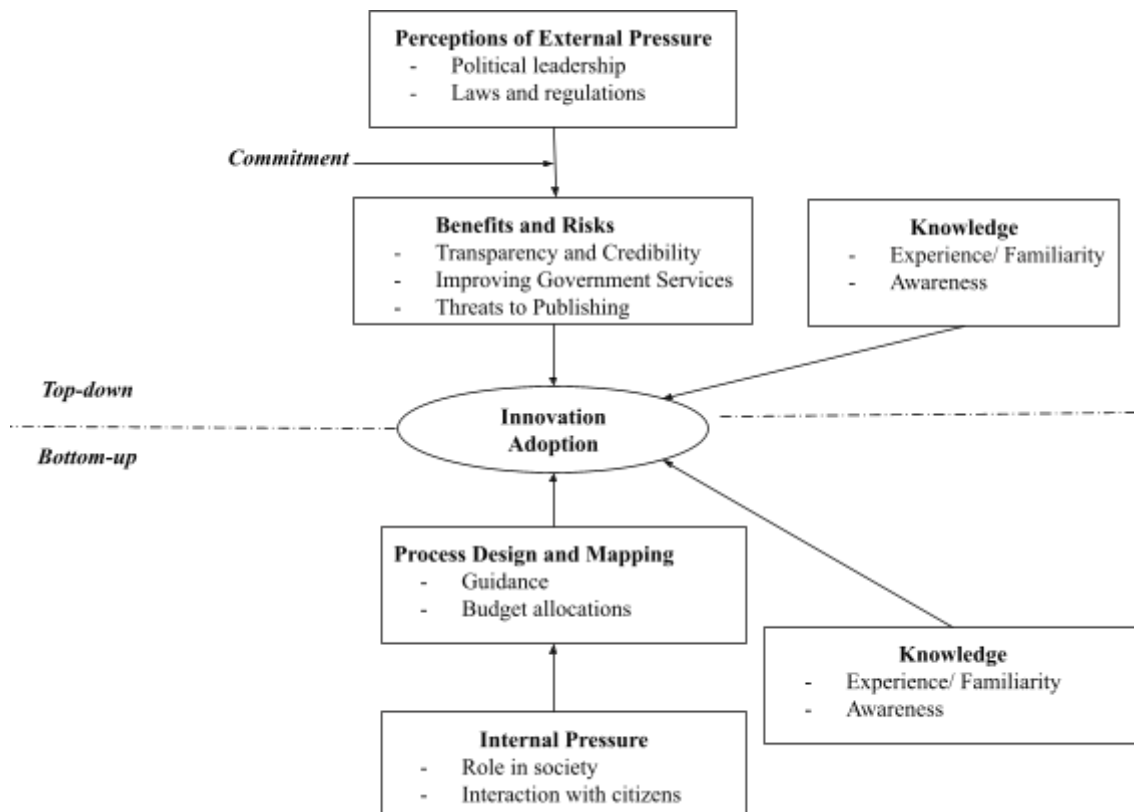 Perceptions of External Pressure
- Political leadership
- Laws and regulations
Commitment
Benefits and Risks
- Transparency and Credibility
- Improving Government Services
- Threats to Publishing
Knowledge
- Experience/ Familiarity
- Awareness
Top-down
Innovation
Adoption
Bottom-up
Process Design and Mapping
- Guidance
- Budget allocations
Knowledge
- Experience/ Familiarity
- Awareness
Internal Pressure
- Role in society
- Interaction with citizens